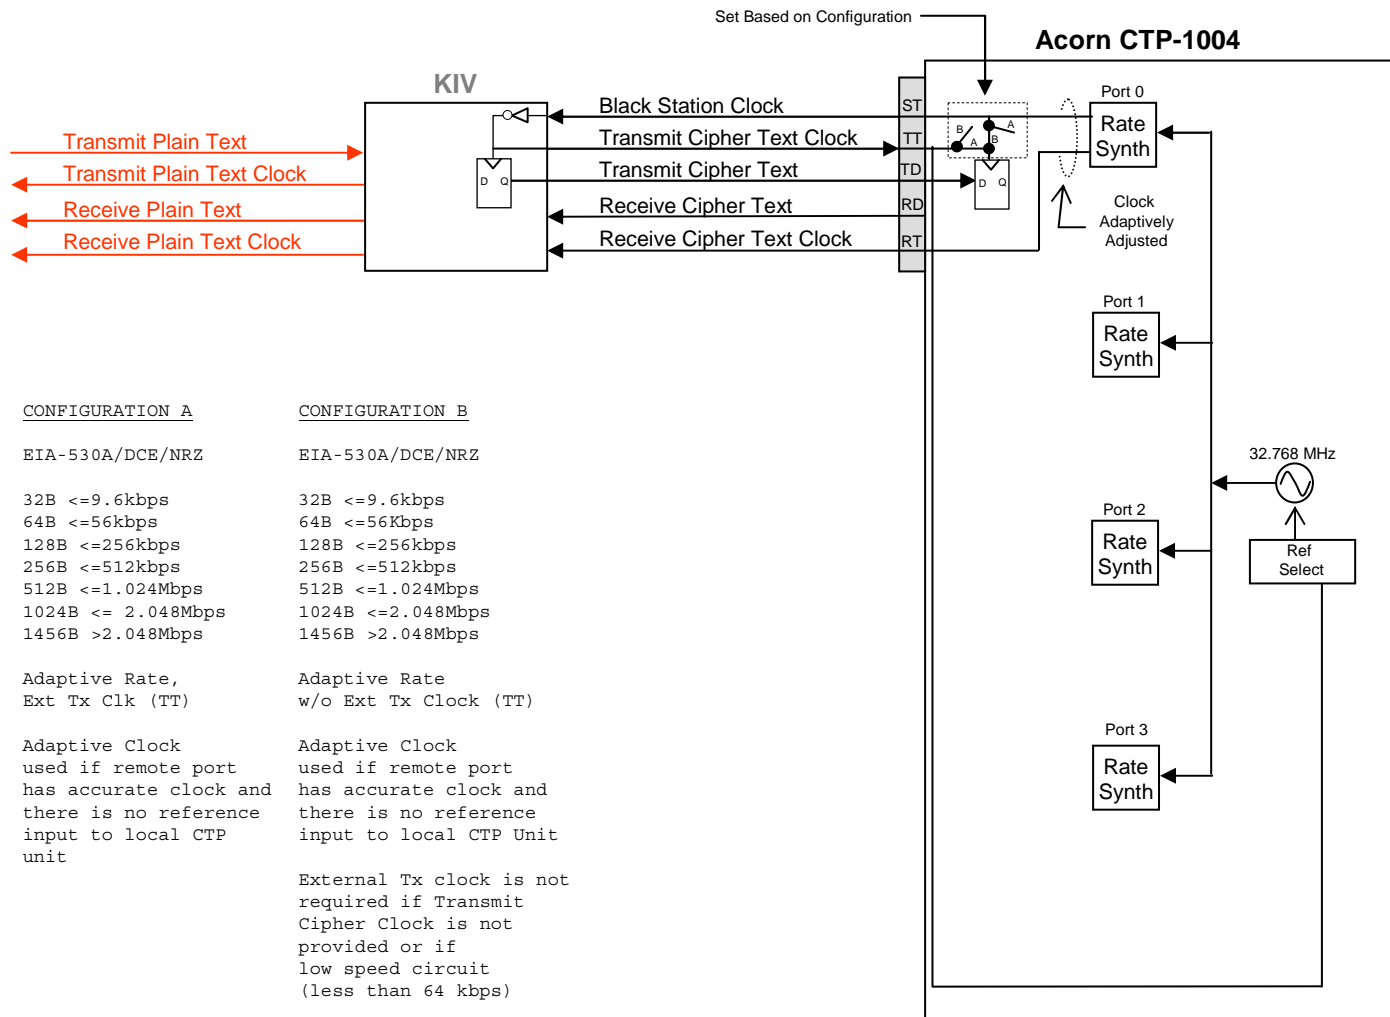 Set Based on Configuration
Acorn CTP-1004
KIV
Black Station Clock
ST
Port 0
Rate
Synth
Transmit Plain Text
Transmit Cipher Text Clock
TT
B
A
A
B
Transmit Plain Text Clock
Transmit Cipher Text
TD
D Q
D Q
Receive Plain Text
Receive Cipher Text
RD
Clock
Adaptively
Adjusted
Receive Plain Text Clock
Receive Cipher Text Clock
RT
Port 1
Rate
Synth
32.768 MHz
Port 2
Rate
Synth
Ref
Select
Port 3
Rate
Synth
CONFIGURATION A
EIA-530A/DCE/NRZ
32B <=9.6kbps
64B <=56kbps
128B <=256kbps
256B <=512kbps
512B <=1.024Mbps
1024B <= 2.048Mbps
1456B >2.048Mbps
Adaptive Rate,
Ext Tx Clk (TT)
Adaptive Clock
used if remote port
has accurate clock and
there is no reference
input to local CTP
unit
CONFIGURATION B
EIA-530A/DCE/NRZ
32B <=9.6kbps
64B <=56Kbps
128B <=256kbps
256B <=512kbps
512B <=1.024Mbps
1024B <=2.048Mbps
1456B >2.048Mbps
Adaptive Rate
w/o Ext Tx Clock (TT)
Adaptive Clock
used if remote port
has accurate clock and
there is no reference
input to local CTP Unit
External Tx clock is not
required if Transmit
Cipher Clock is not
provided or if
low speed circuit
(less than 64 kbps)